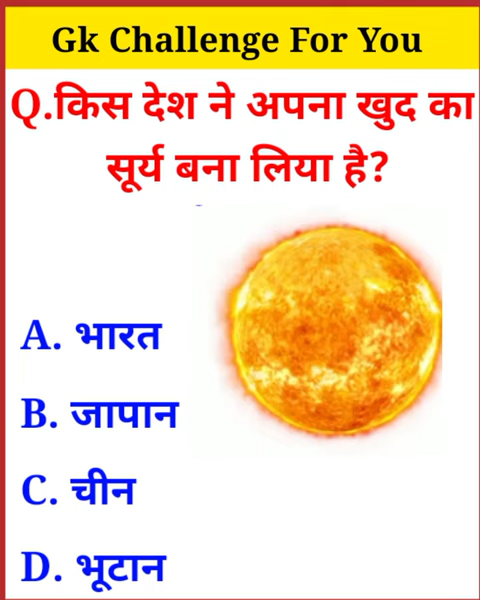 Gk Challenge For You
Q.किस देश ने अपना खुद का
सूर्य बना लिया है?
A. भारत
B. जापान
C. चीन
D. भूटान